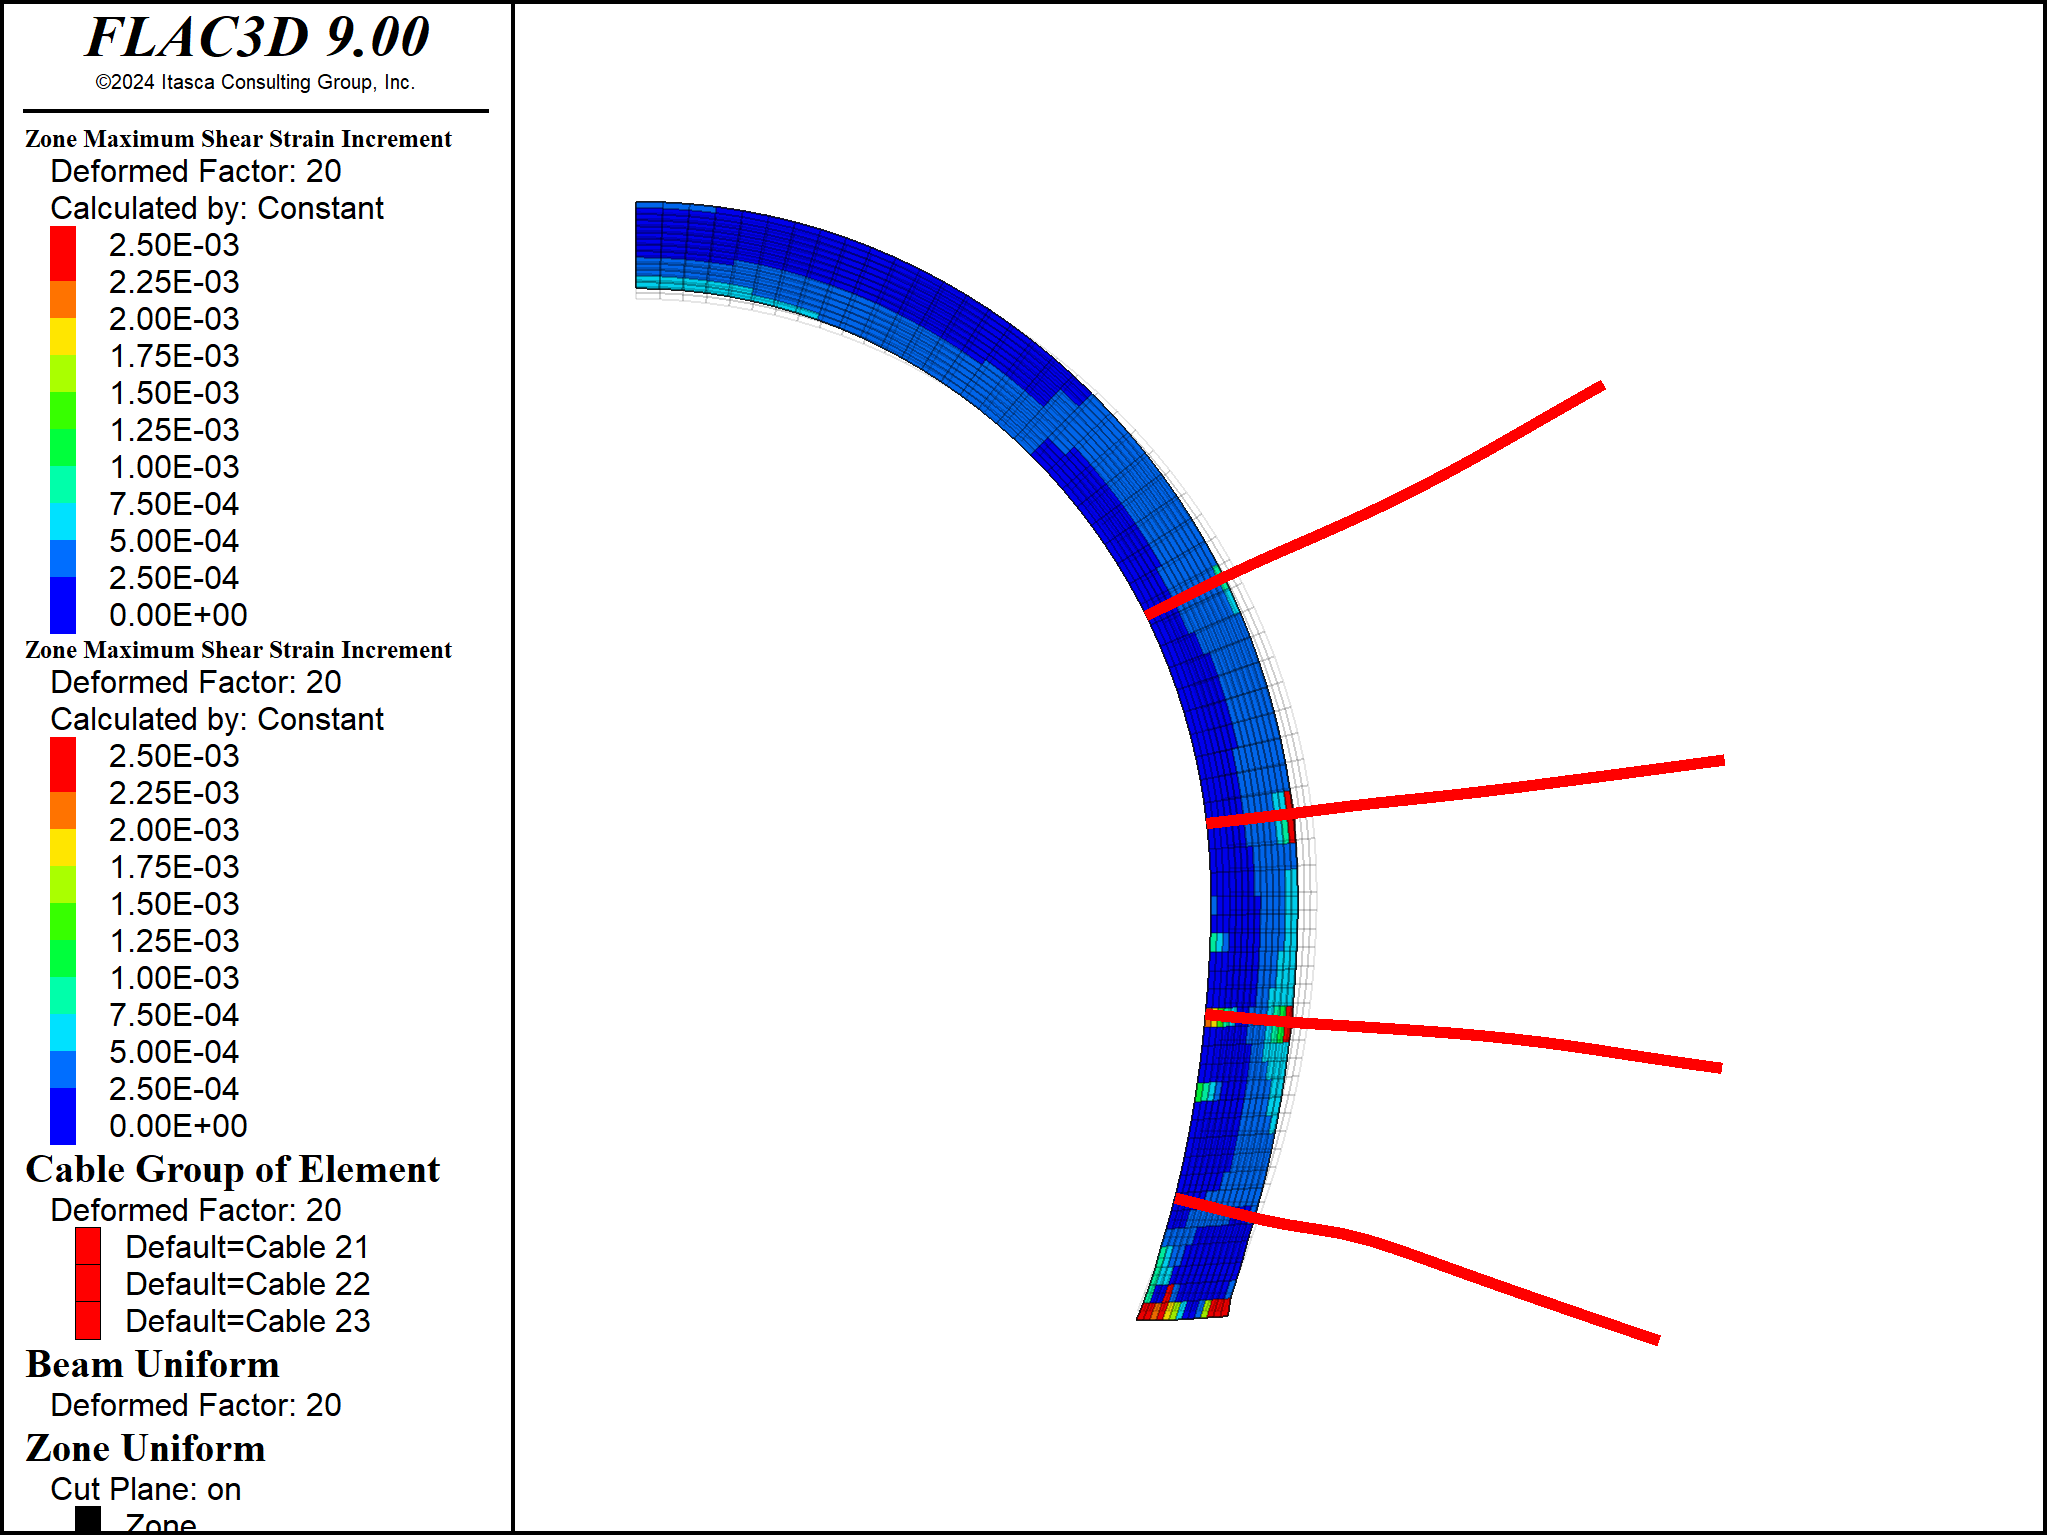 FLAC3D 9.00
©2024 Itasca Consulting Group, Inc.
Zone Maximum Shear Strain Increment
Deformed Factor: 20
Calculated by: Constant
2.50E-03
2.25E-03
2.00E-03
1.75E-03
1.50E-03
1.25E-03
1.00E-03
7.50E-04
5.00E-04
2.50E-04
0.00E+00
Zone Maximum Shear Strain Increment
Deformed Factor: 20
Calculated by: Constant
2.50E-03
2.25E-03
2.00E-03
1.75E-03
1.50E-03
1.25E-03
1.00E-03
7.50E-04
5.00E-04
2.50E-04
0.00E+00
Cable Group of Element
Deformed Factor: 20
Default=Cable 21
Default=Cable 22
Default=Cable 23
Beam Uniform
Deformed Factor: 20
Zone Uniform
Cut Plane: on
Zone